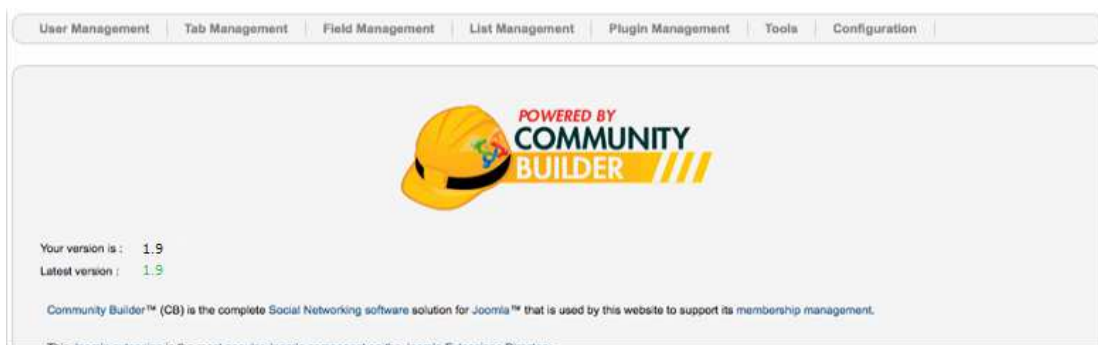 User Management Tab Management Field Management List Management Plugin Management Tools Configuration
POWERED BY
COMMUNITY
BUILDER
Your version is : 1.9
Latest version : 1.9
Community Builder™ (CB) is the complete Social Networking software solution for Joomla™ that is used by this website to support its membership management.